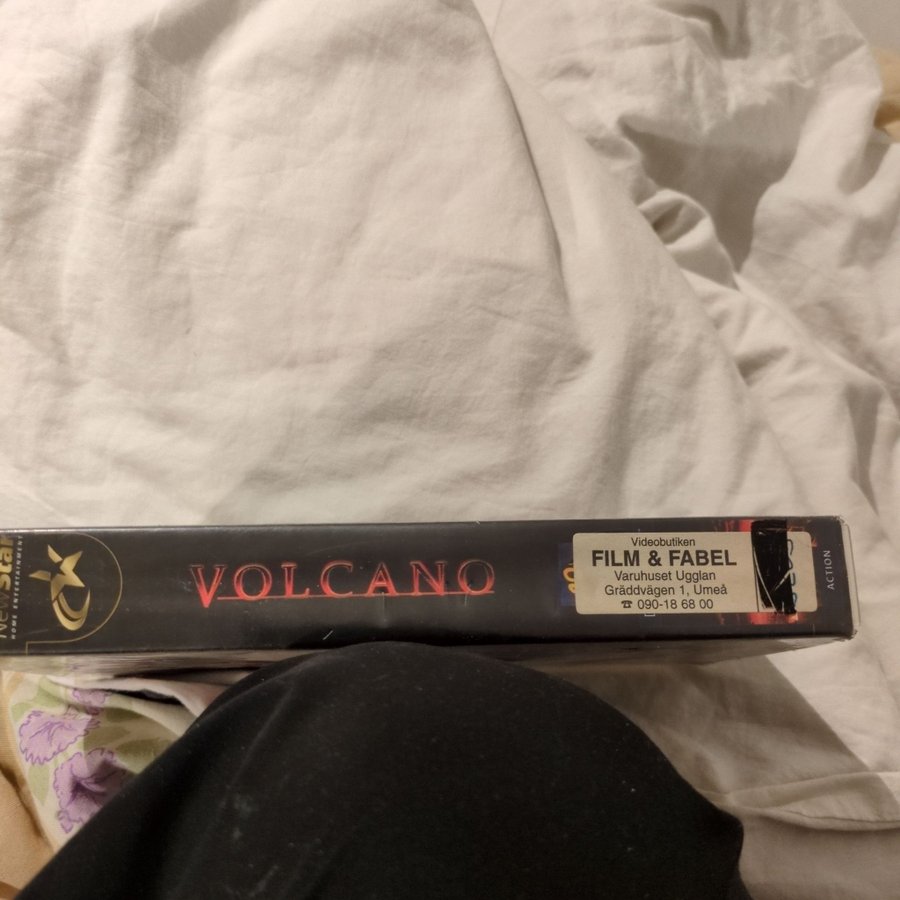 NewStar
HOME ENTERTAINMENT
VOLCANO
Videobutiken
FILM & FABEL
Varuhuset Ugglan
Gräddvägen 1, Umeå
☎ 090-18 68 00
ACTION